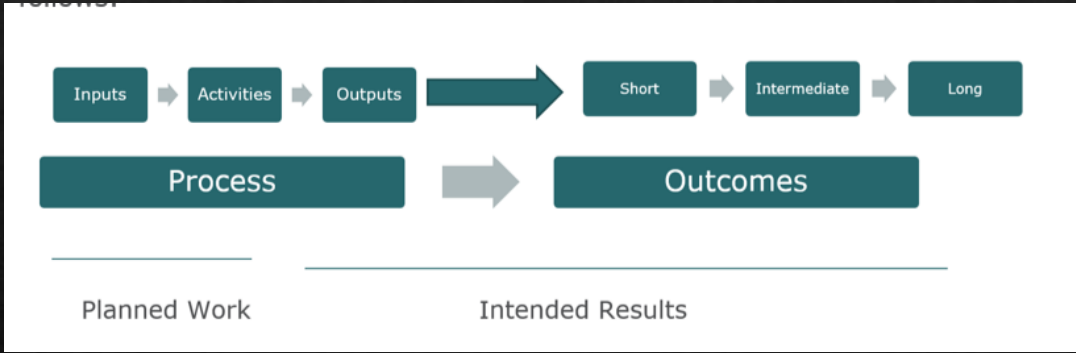 Inputs
Activities
Outputs
Short
Intermediate
Long
Process
Outcomes
Planned Work
Intended Results